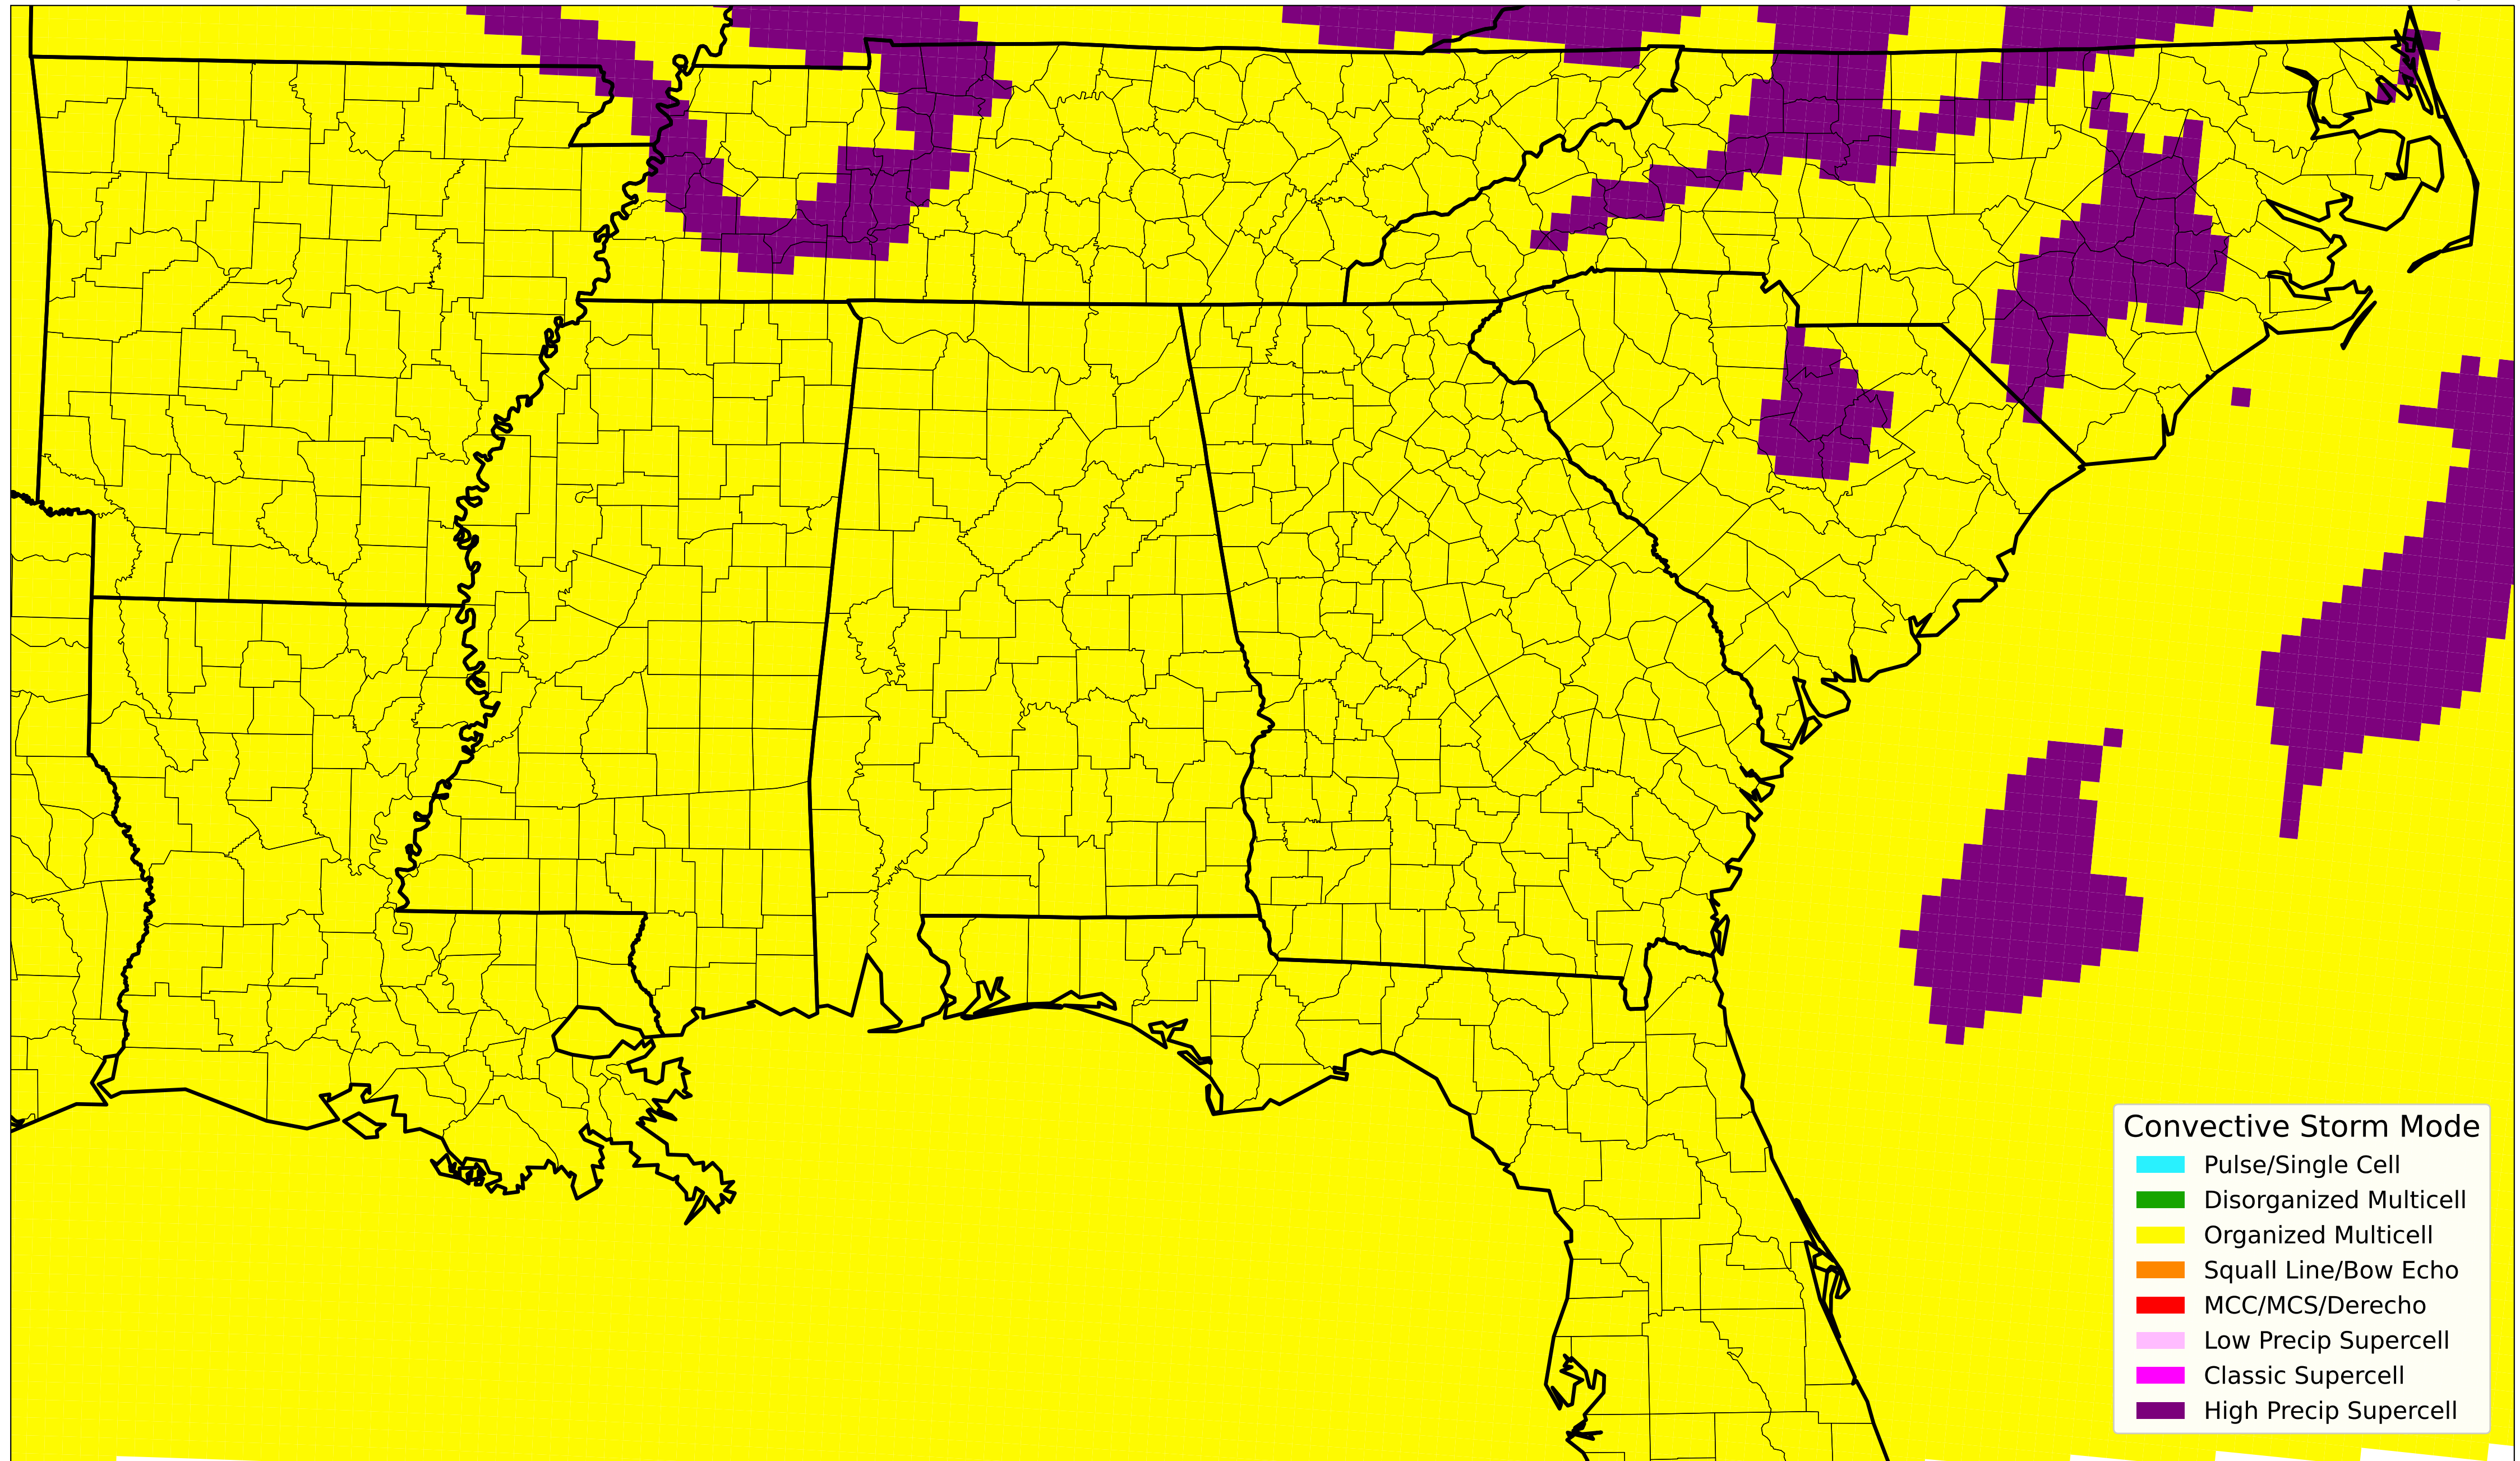 Convective Storm Mode
Pulse/Single Cell
Disorganized Multicell
Organized Multicell
Squall Line/Bow Echo
MCC/MCS/Derecho
Low Precip Supercell
Classic Supercell
High Precip Supercell